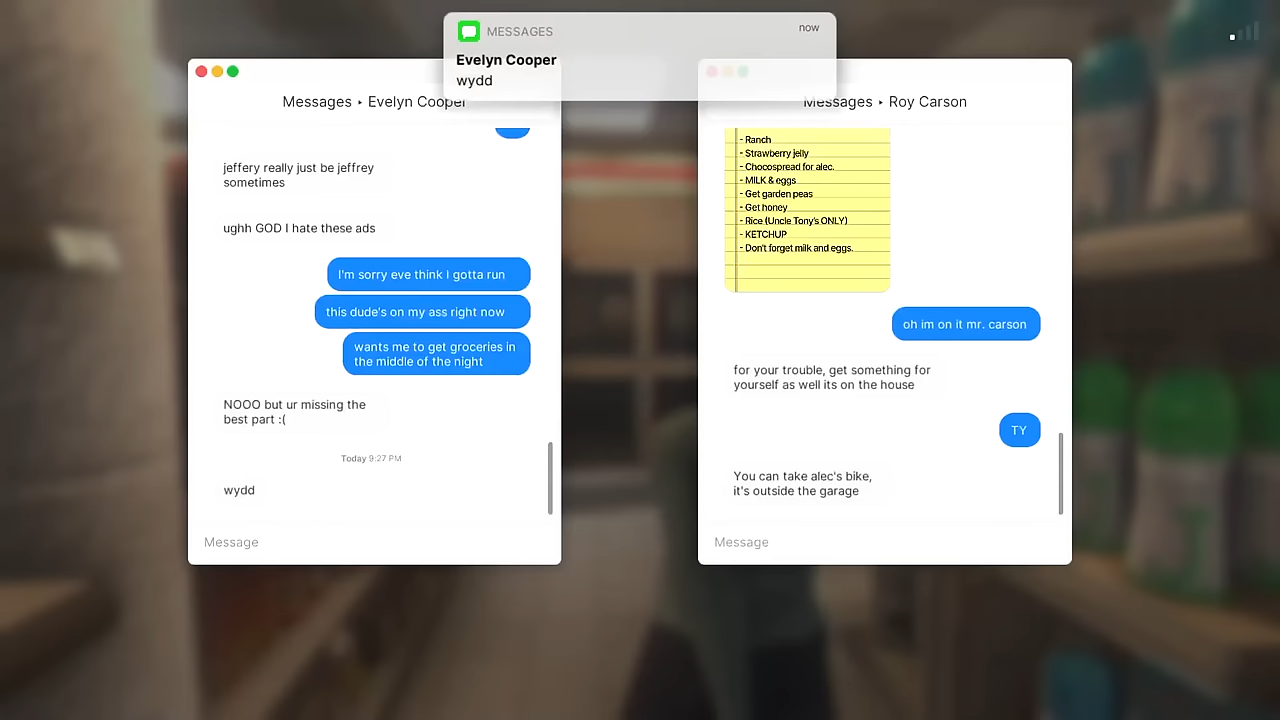 MESSAGES
now
Evelyn Cooper
wydd
Messages ▸ Evelyn Cooper
jeffery really just be jeffrey
sometimes
ughh GOD I hate these ads
I'm sorry eve think I gotta run
this dude's on my ass right now
wants me to get groceries in
the middle of the night
NOOO but ur missing the
best part :(
Today 9:27 PM
wydd
Message
Messages ▸ Roy Carson
- Ranch
- Strawberry jelly
- Chocospread for alec.
- MILK & eggs
- Get garden peas
- Get honey
- Rice (Uncle Tony's ONLY)
- KETCHUP
- Don't forget milk and eggs.
oh im on it mr. carson
for your trouble, get something for
yourself as well its on the house
TY
You can take alec's bike,
it's outside the garage
Message